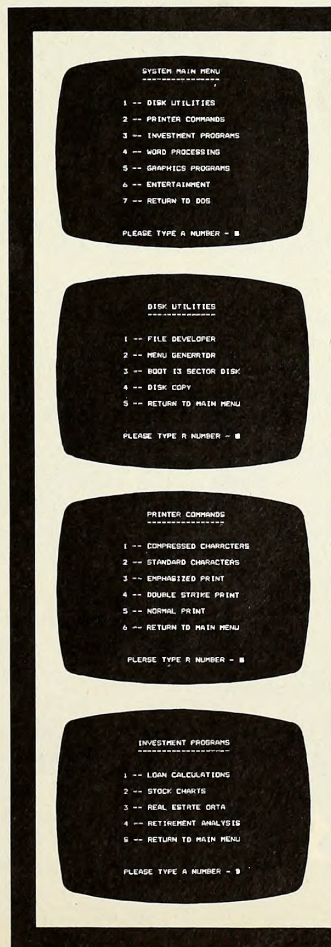 SYSTEM MAIN MENU
1 -- DISK UTILITIES
2 -- PRINTER COMMANDS
3 -- INVESTMENT PROGRAMS
4 -- WORD PROCESSING
5 -- GRAPHICS PROGRAMS
6 -- ENTERTAINMENT
7 -- RETURN TO DOS
PLEASE TYPE A NUMBER -
DISK UTILITIES
1 -- FILE DEVELOPER
2 -- MENU GENERATOR
3 -- BOOT 13 SECTOR DISK
4 -- DISK COPY
5 -- RETURN TO MAIN MENU
PLEASE TYPE A NUMBER -
PRINTER COMMANDS
1 -- COMPRESSED CHARACTERS
2 -- STANDARD CHARACTERS
3 -- EMPHASIZED PRINT
4 -- DOUBLE STRIKE PRINT
5 -- NORMAL PRINT
6 -- RETURN TO MAIN MENU
PLEASE TYPE A NUMBER -
INVESTMENT PROGRAMS
1 -- LOAN CALCULATIONS
2 -- STOCK CHARTS
3 -- REAL ESTATE DATA
4 -- RETIREMENT ANALYSIS
5 -- RETURN TO MAIN MENU
PLEASE TYPE A NUMBER - 9